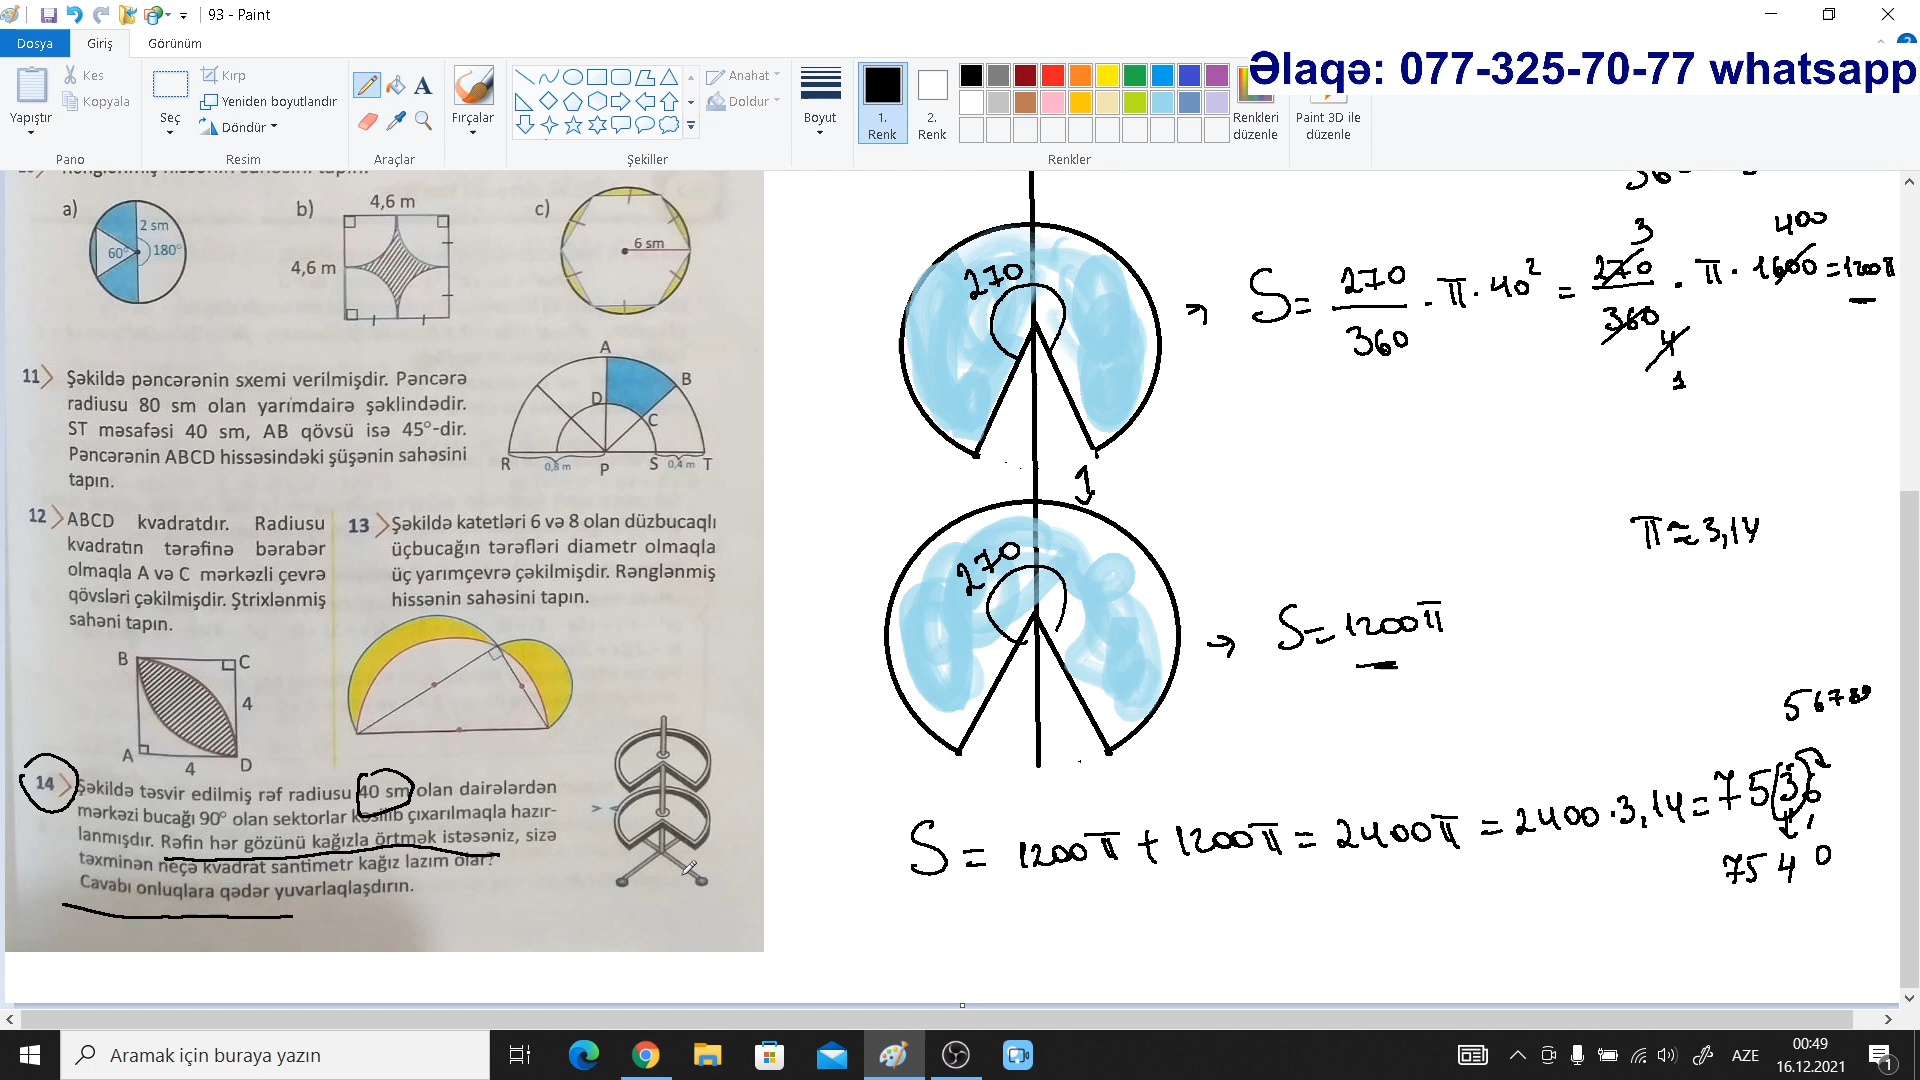 93 - Paint
Dosya
Giriş
Görünüm
Əlaqə: 077-325-70-77 whatsapp
Yapıştır
Kes
Kopyala
Pano
Seç
Kırp
Yeniden boyutlandır
Döndür
Resim
Araçlar
Fırçalar
Şekiller
Anahat
Doldur
Boyut
1. Renk
2. Renk
Renkler
Renkleri düzenle
Paint 3D ile düzenle
a)
2 sm
60°
180°
b)
4,6 m
4,6 m
c)
6 sm
11 Şəkildə pəncərənin sxemi verilmişdir. Pəncərə
radiusu 80 sm olan yarımdairə şəklindədir.
ST məsafəsi 40 sm, AB qövsü isə 45°-dir.
Pəncərənin ABCD hissəsindəki şüşənin sahəsini
tapın.
A
B
D
C
R 0,8 m P S 0,4 m T
12 ABCD kvadratdır. Radiusu
kvadratın tərəfinə bərabər
olmaqla A və C mərkəzli çevrə
qövsləri çəkilmişdir. Ştrixlənmiş
sahəni tapın.
B
C
4
A
4
D
13 Şəkildə katetləri 6 və 8 olan düzbucaqlı
üçbucağın tərəfləri diametr olmaqla
üç yarımçevrə çəkilmişdir. Rənglənmiş
hissənin sahəsini tapın.
14 Şəkildə təsvir edilmiş rəf radiusu 40 sm olan dairələrdən
mərkəzi bucağı 90° olan sektorlar kəsilib çıxarılmaqla hazır-
lanmışdır. Rəfin hər gözünü kağızla örtmək istəsəniz, sizə
təxminən neçə kvadrat santimetr kağız lazım olar?
Cavabı onluqlara qədər yuvarlaqlaşdırın.
270
S = 270/360 · π · 40² = 270/360 · π · 1600 = 1200π
3
400
4
1
1
π ≈ 3,14
270
S = 1200π
56789
S = 1200π + 1200π = 2400π = 2400 · 3,14 = 7536
7540
Aramak için buraya yazın
AZE
00:49
16.12.2021
1